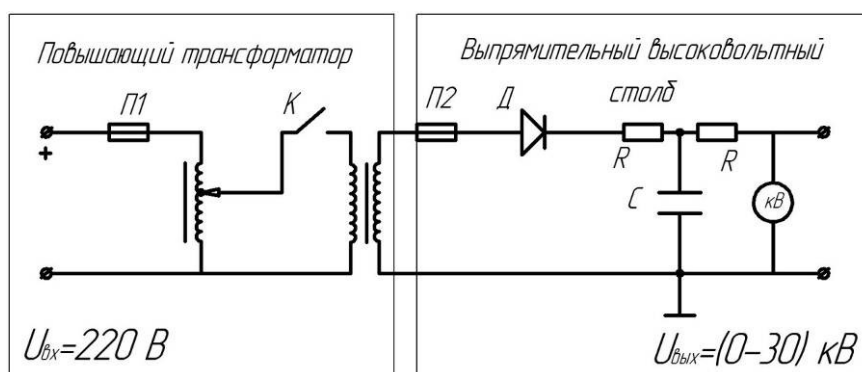 Повышающий трансформатор
Выпрямительный высоковольтный
столб
П1
К
П2
Д
+
R
R
С
кВ
Uвх=220 В
Uвых=(0-30) кВ